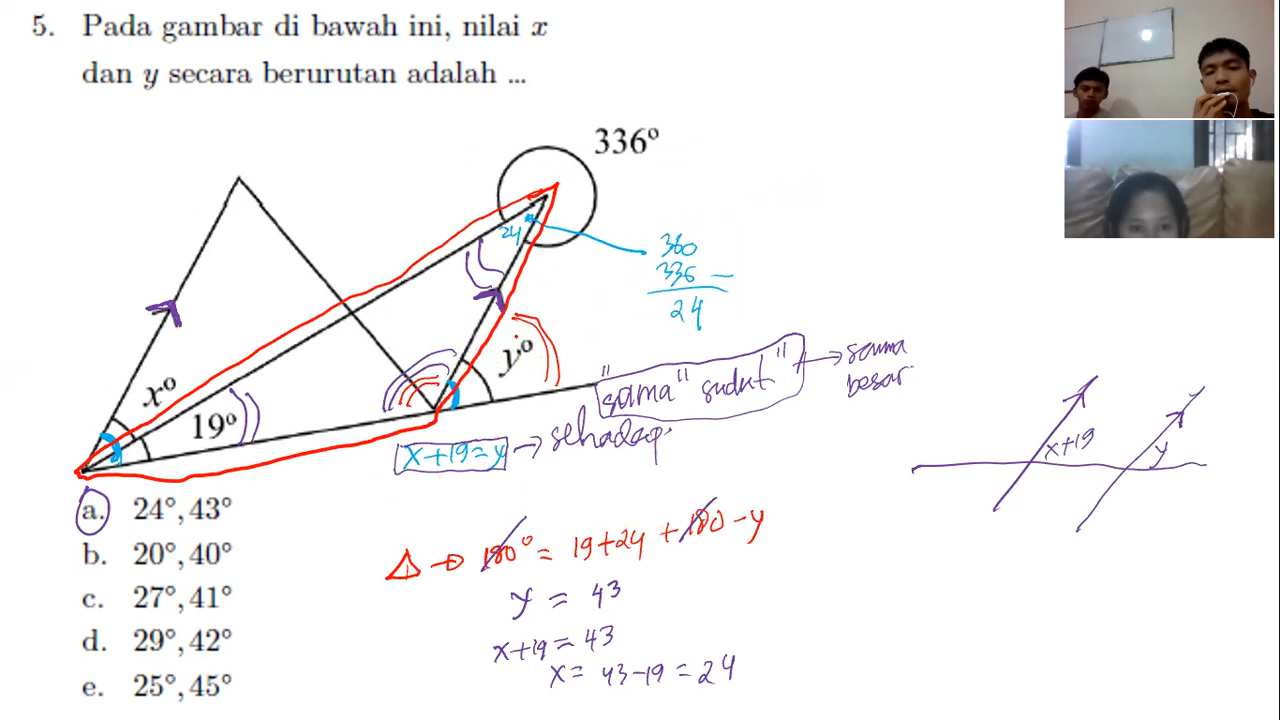 5. Pada gambar di bawah ini, nilai x
dan y secara berurutan adalah ...
336°
24
360
336 —
24
x°
19°
y°
"sama" sudut"
sama
besar
x+19=y → sehadap
x+19
y
a. 24°, 43°
b. 20°, 40°
c. 27°, 41°
d. 29°, 42°
e. 25°, 45°
△ → 180° = 19+24 + 180 - y
y = 43
x+19 = 43
x = 43-19 = 24